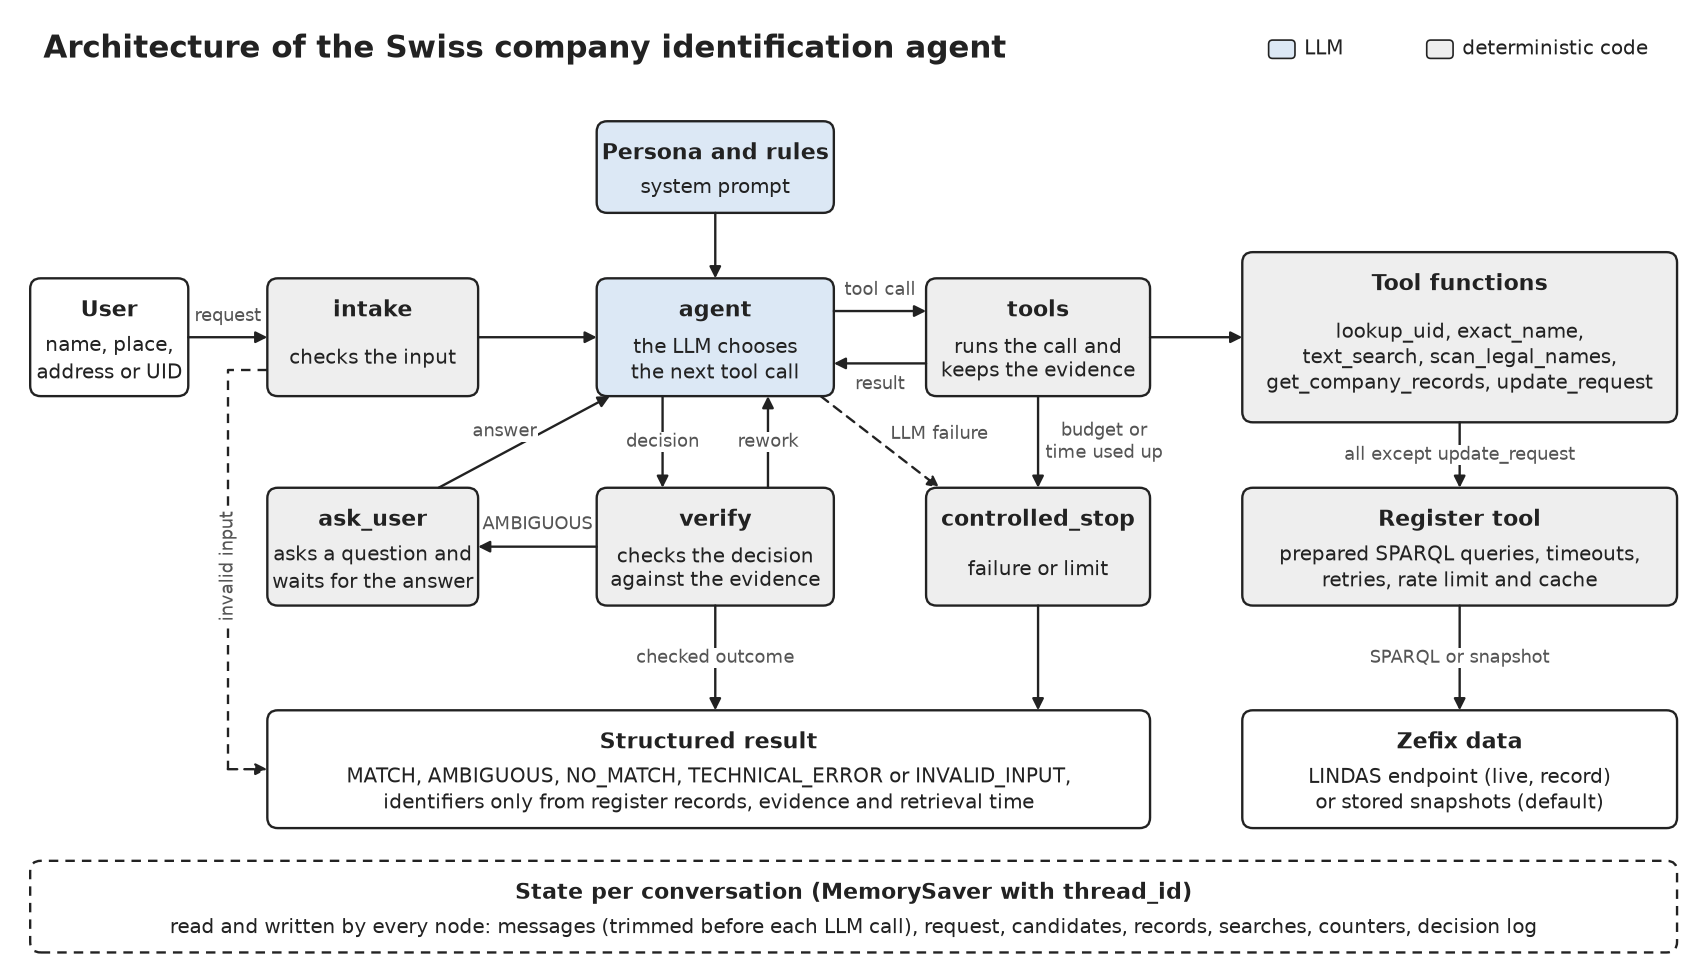 Architecture of the Swiss company identification agent
LLM
deterministic code
Persona and rules
system prompt
User
name, place,
address or UID
request
intake
checks the input
agent
the LLM chooses
the next tool call
tool call
result
tools
runs the call and
keeps the evidence
Tool functions
lookup_uid, exact_name,
text_search, scan_legal_names,
get_company_records, update_request
answer
decision
rework
LLM failure
budget or
time used up
all except update_request
invalid input
ask_user
asks a question and
waits for the answer
AMBIGUOUS
verify
checks the decision
against the evidence
controlled_stop
failure or limit
Register tool
prepared SPARQL queries, timeouts,
retries, rate limit and cache
checked outcome
SPARQL or snapshot
Structured result
MATCH, AMBIGUOUS, NO_MATCH, TECHNICAL_ERROR or INVALID_INPUT,
identifiers only from register records, evidence and retrieval time
Zefix data
LINDAS endpoint (live, record)
or stored snapshots (default)
State per conversation (MemorySaver with thread_id)
read and written by every node: messages (trimmed before each LLM call), request, candidates, records, searches, counters, decision log